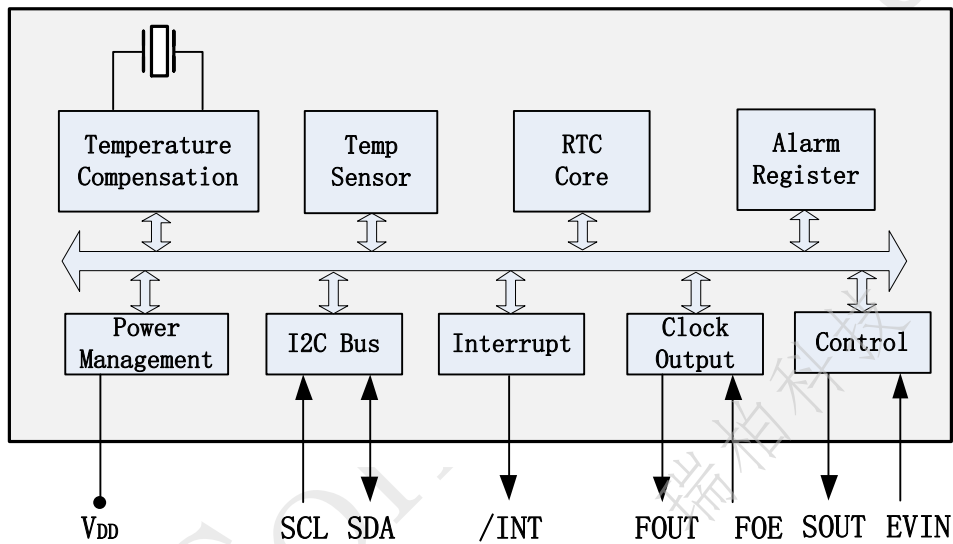 Temperature
Compensation
Temp
Sensor
RTC
Core
Alarm
Register
Power
Management
I2C Bus
Interrupt
Clock
Output
Control
VDD
SCL
SDA
/INT
FOUT
FOE
SOUT
EVIN
瑞柏科技